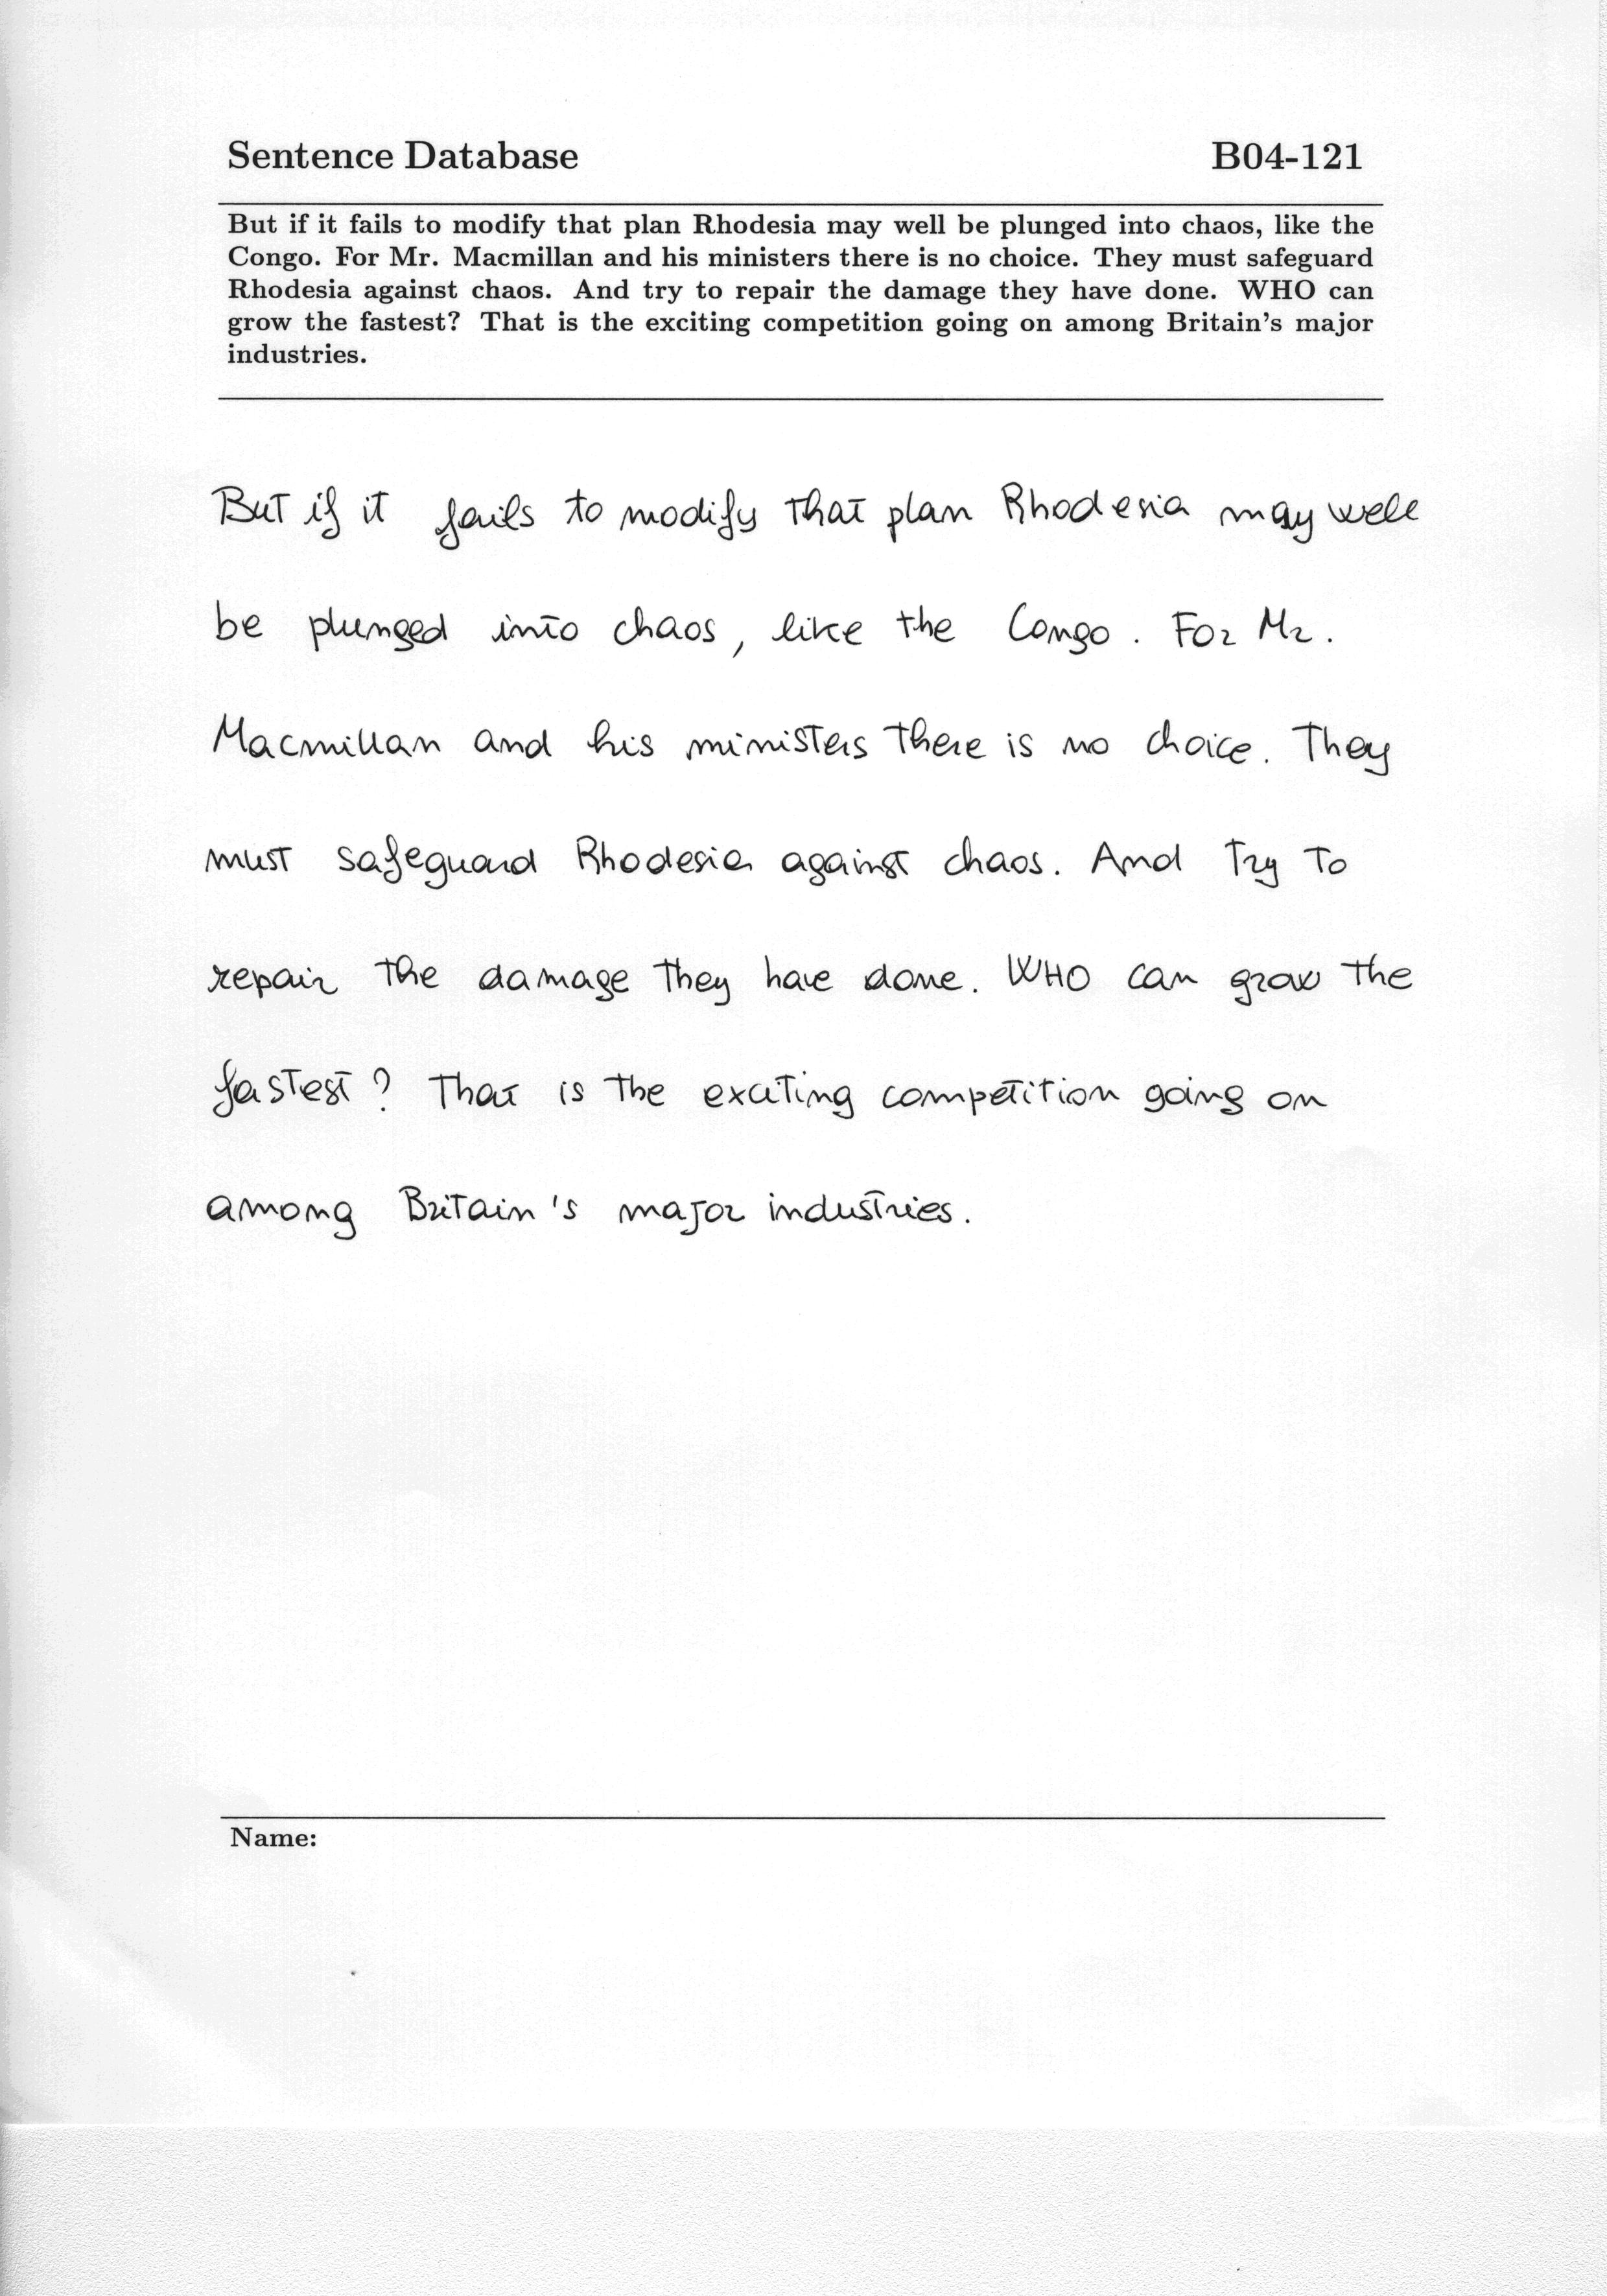 Sentence Database B04-121
But if it fails to modify that plan Rhodesia may well be plunged into chaos, like the
Congo. For Mr. Macmillan and his ministers there is no choice. They must safeguard
Rhodesia against chaos. And try to repair the damage they have done. WHO can
grow the fastest? That is the exciting competition going on among Britain's major
industries.
But if it fails to modify that plan Rhodesia may well
be plunged into chaos, like the Congo. For Mr.
Macmillan and his ministers there is no choice. They
must safeguard Rhodesia against chaos. And try to
repair the damage they have done. WHO can grow the
fastest? That is the exciting competition going on
among Britain's major industries.
Name: